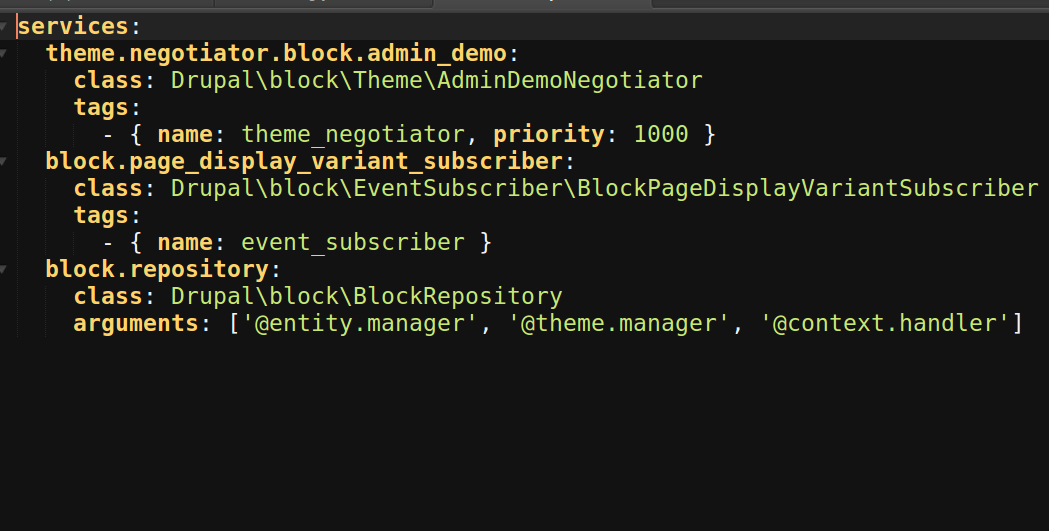 services:
theme.negotiator.block.admin_demo:
class: Drupal\block\Theme\AdminDemoNegotiator
tags:
- { name: theme_negotiator, priority: 1000 }
block.page_display_variant_subscriber:
class: Drupal\block\EventSubscriber\BlockPageDisplayVariantSubscriber
tags:
- { name: event_subscriber }
block.repository:
class: Drupal\block\BlockRepository
arguments: ['@entity.manager', '@theme.manager', '@context.handler']